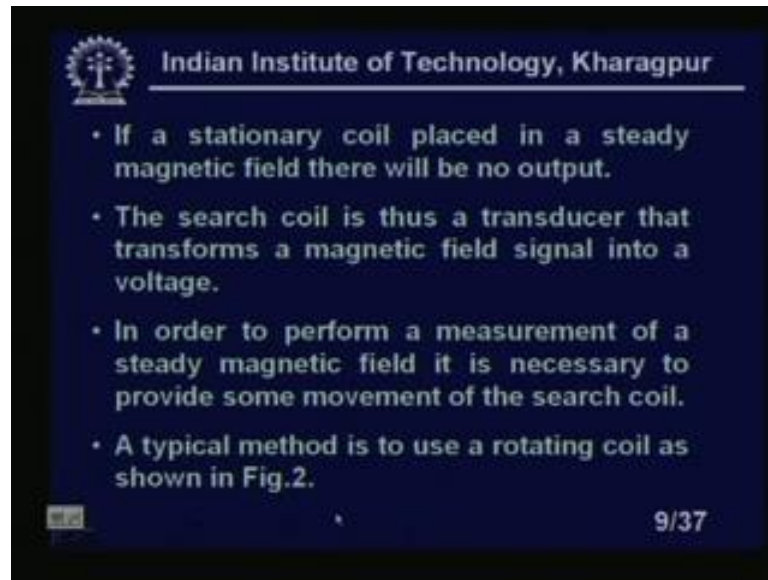 Indian Institute of Technology, Kharagpur
• If a stationary coil placed in a steady
magnetic field there will be no output.
• The search coil is thus a transducer that
transforms a magnetic field signal into a
voltage.
• In order to perform a measurement of a
steady magnetic field it is necessary to
provide some movement of the search coil.
• A typical method is to use a rotating coil as
shown in Fig.2.
9/37